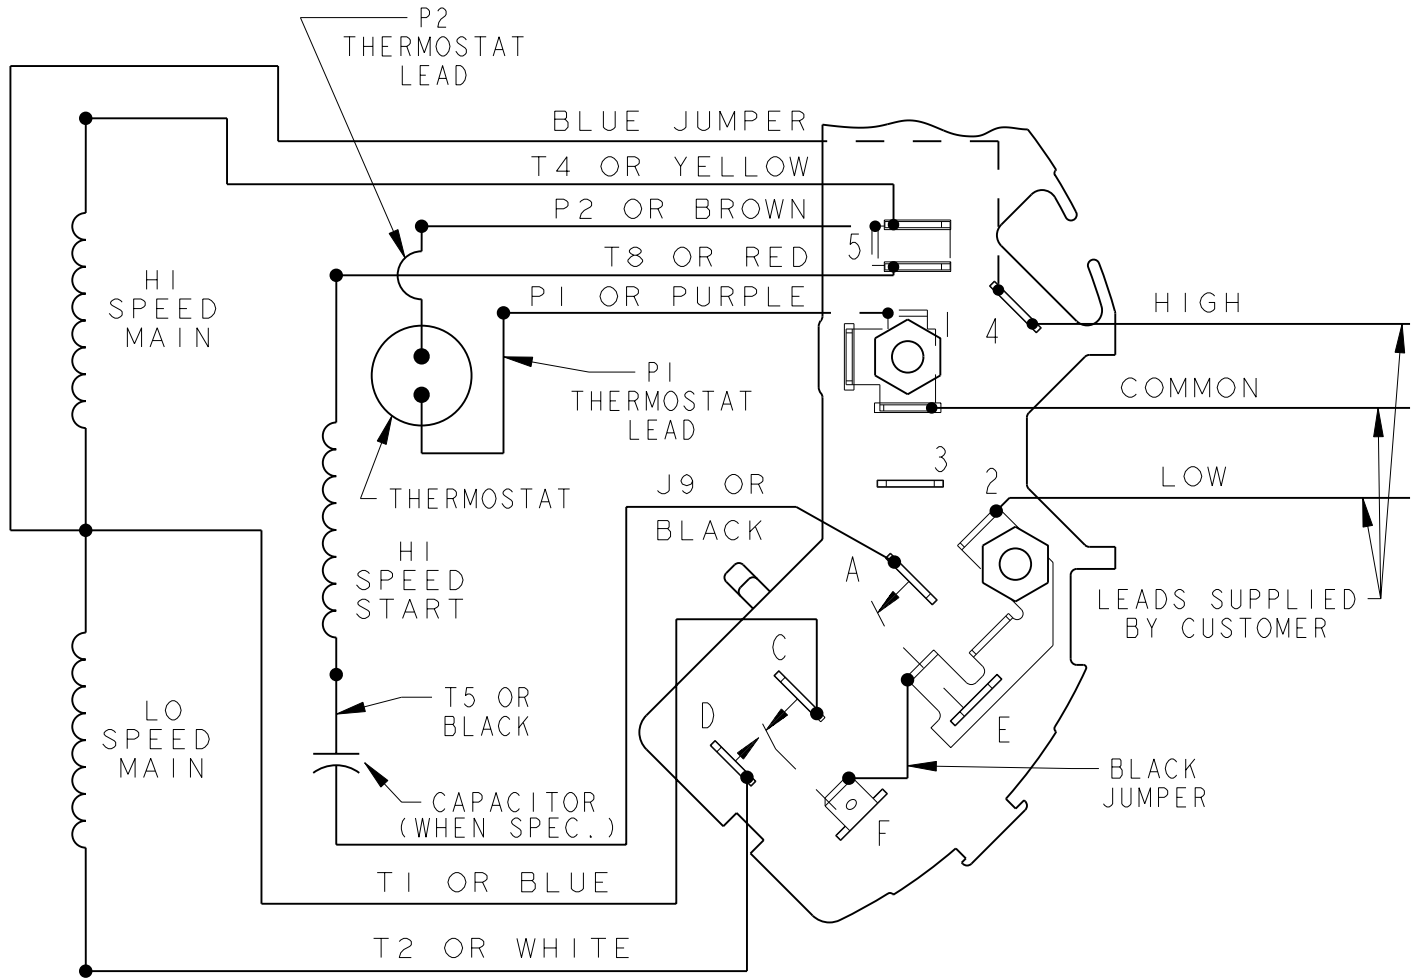 P2
THERMOSTAT
LEAD
BLUE JUMPER
T4 OR YELLOW
P2 OR BROWN
5
T8 OR RED
P1 OR PURPLE
1
4
HIGH
HI
SPEED
MAIN
P1
THERMOSTAT
LEAD
COMMON
THERMOSTAT
J9 OR
BLACK
3
2
LOW
HI
SPEED
START
A
LEADS SUPPLIED
BY CUSTOMER
C
D
E
T5 OR
BLACK
LO
SPEED
MAIN
CAPACITOR
(WHEN SPEC.)
BLACK
JUMPER
F
T1 OR BLUE
T2 OR WHITE